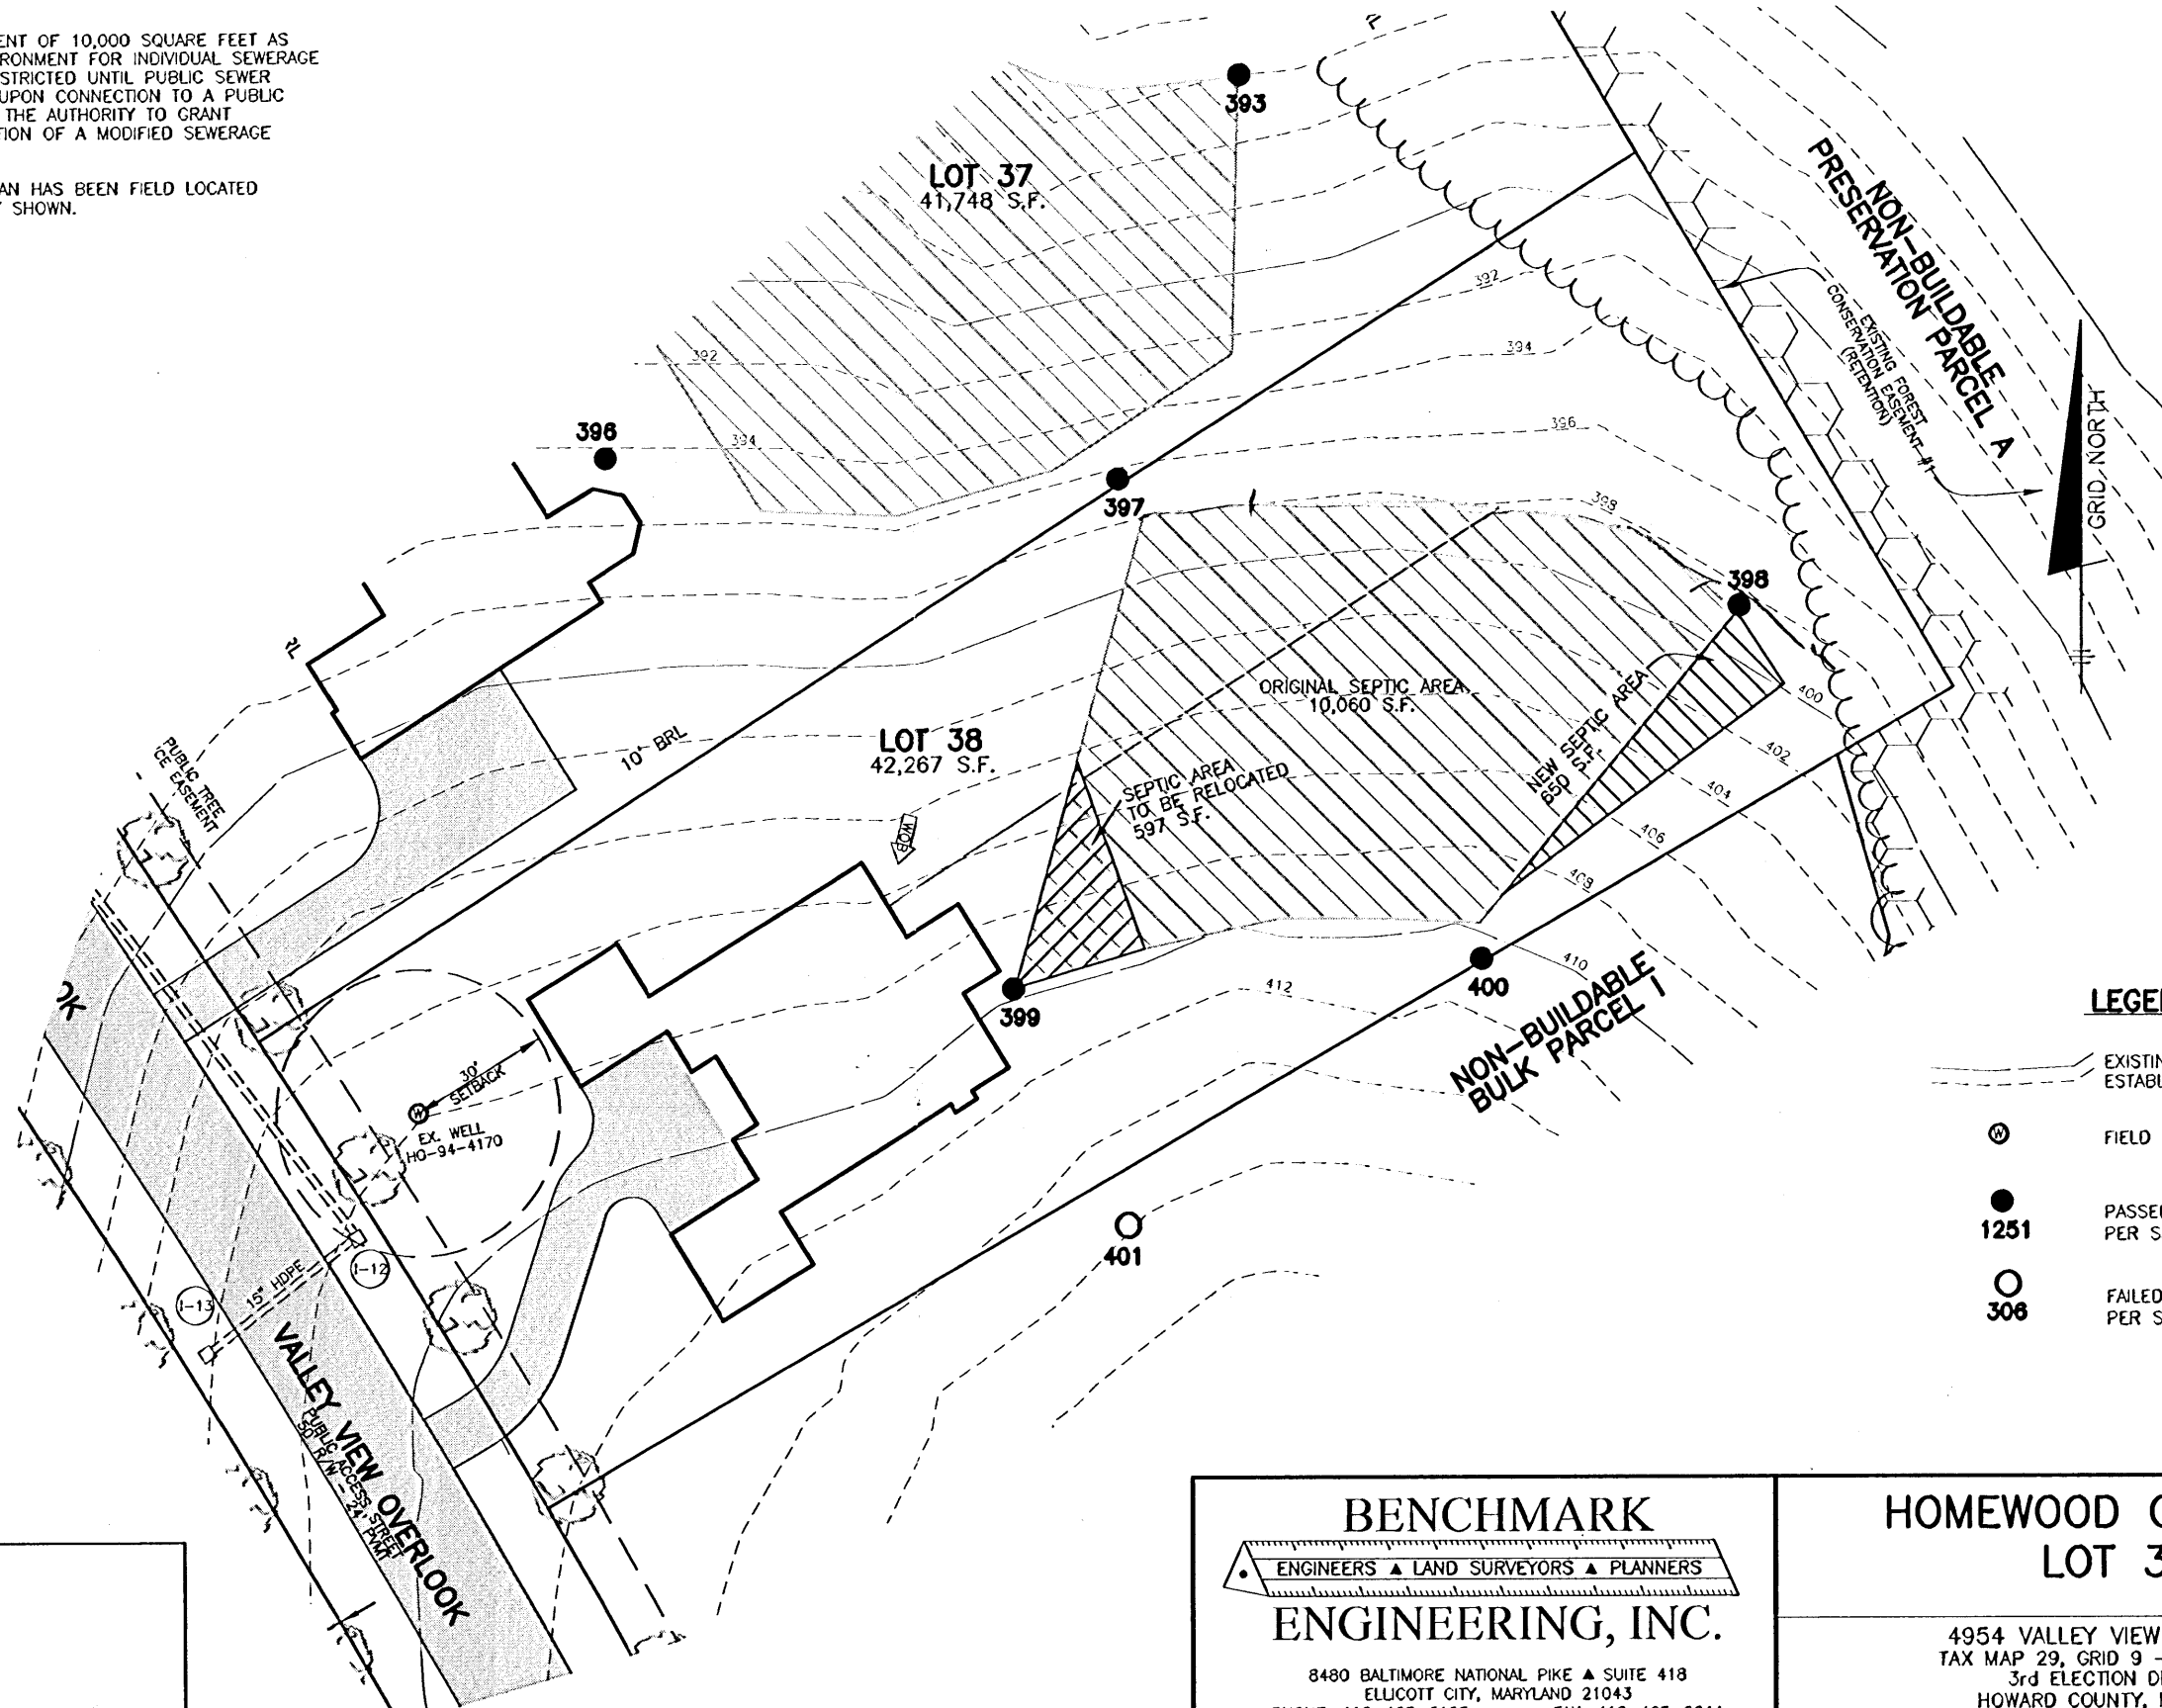 ENT OF 10,000 SQUARE FEET AS
RONMENT FOR INDIVIDUAL SEWERAGE
STRICTED UNTIL PUBLIC SEWER
UPON CONNECTION TO A PUBLIC
THE AUTHORITY TO GRANT
TION OF A MODIFIED SEWERAGE
AN HAS BEEN FIELD LOCATED
Y SHOWN.
393
LOT 37
41,748 S.F.
NON-BUILDABLE
PRESERVATION PARCEL A
EXISTING FOREST
CONSERVATION EASEMENT #1
(RETENTION)
GRID NORTH
392
394
396
398
392
394
396
397
398
400
402
404
406
408
410
412
ORIGINAL SEPTIC AREA
10,060 S.F.
NEW SEPTIC AREA
650 S.F.
SEPTIC AREA
TO BE RELOCATED
597 S.F.
LOT 38
42,267 S.F.
10' BRL
RL
WOB
PUBLIC TREE
CE EASEMENT
399
400
NON-BUILDABLE
BULK PARCEL I
401
30'
SETBACK
W
EX. WELL
HO-94-4170
OK
I-12
I-13
15" HDPE
VALLEY VIEW OVERLOOK
PUBLIC ACCESS STREET
50' R/W - 24' PVMT
LEGE
EXISTIN
ESTABL
W
FIELD
PASSE
1251
PER S
FAILED
306
PER S
BENCHMARK
ENGINEERS ▲ LAND SURVEYORS ▲ PLANNERS
ENGINEERING, INC.
8480 BALTIMORE NATIONAL PIKE ▲ SUITE 418
ELLICOTT CITY, MARYLAND 21043
HOMEWOOD
LOT 3
4954 VALLEY VIEW
TAX MAP 29, GRID 9 -
3rd ELECTION D
HOWARD COUNTY,